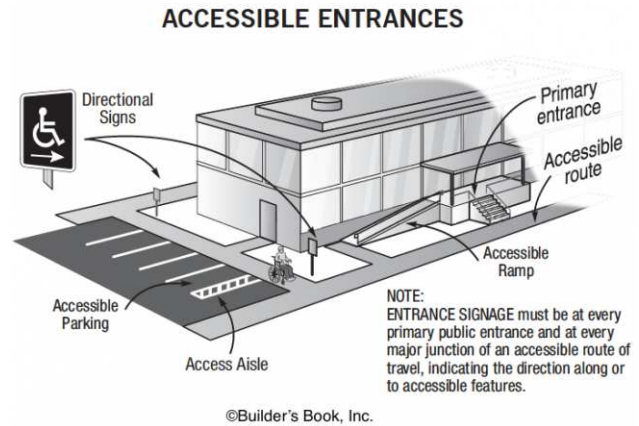 ACCESSIBLE ENTRANCES
Directional
Signs
Primary
entrance
Accessible
route
Accessible
Ramp
Accessible
Parking
Access Aisle
NOTE:
ENTRANCE SIGNAGE must be at every
primary public entrance and at every
major junction of an accessible route of
travel, indicating the direction along or
to accessible features.
©Builder's Book, Inc.